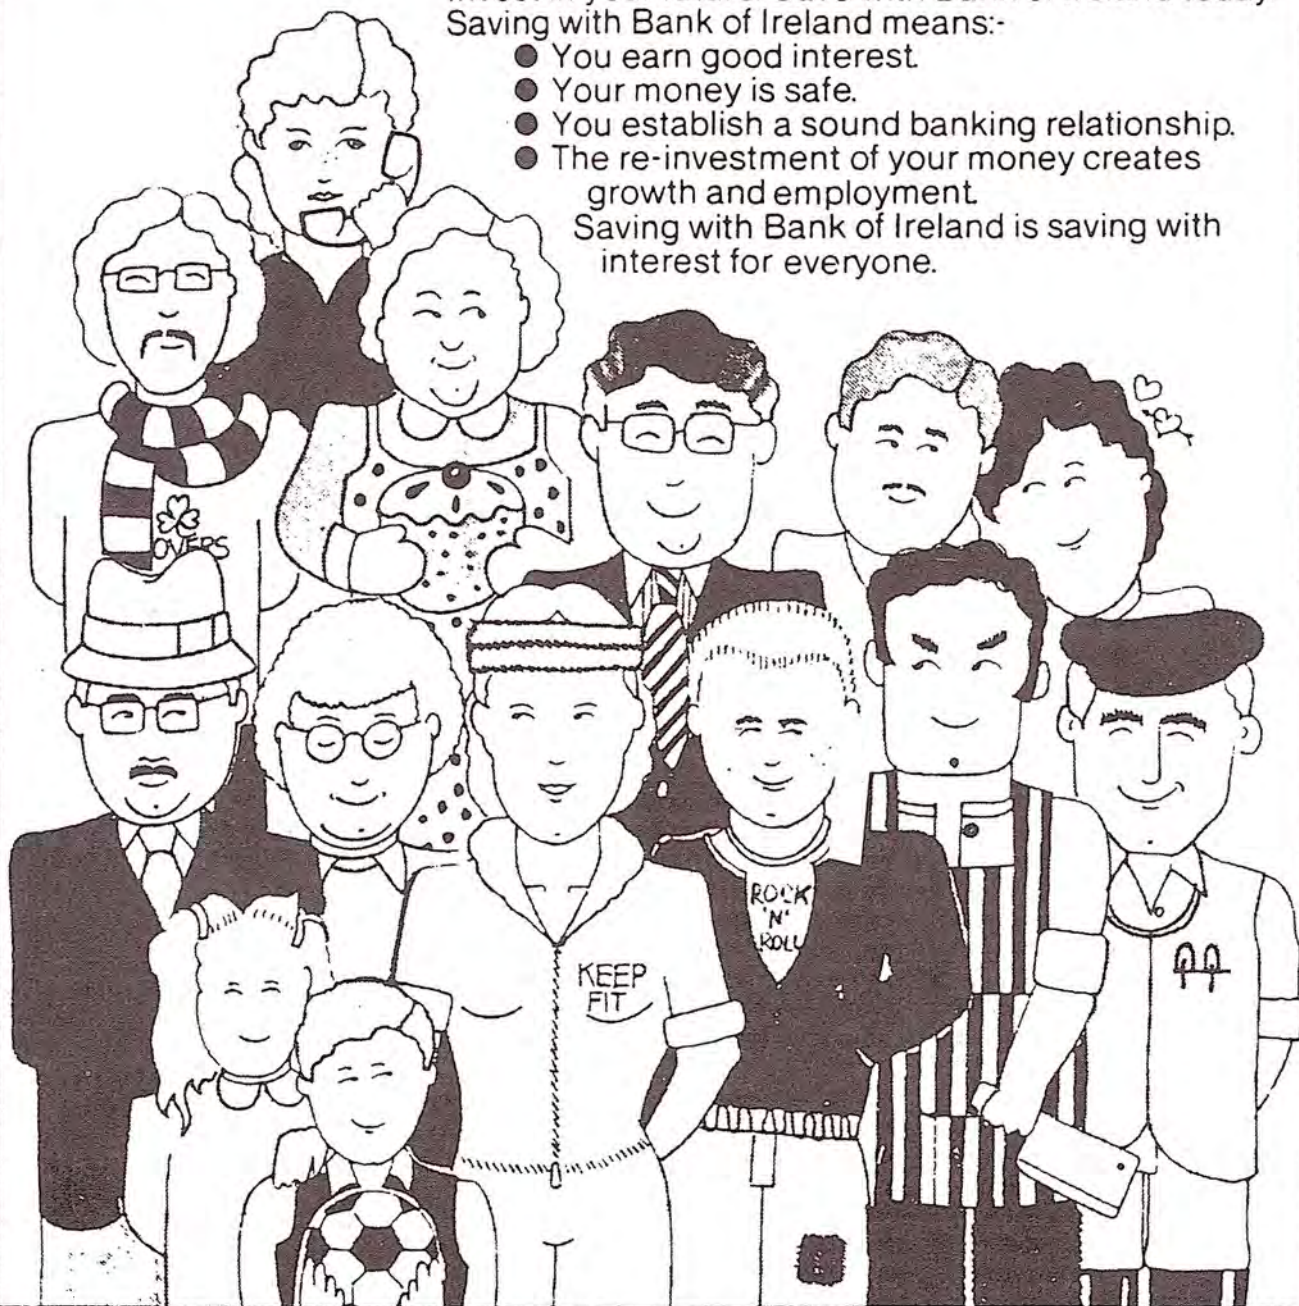 Saving with Bank of Ireland means:-
● You earn good interest.
● Your money is safe.
● You establish a sound banking relationship.
● The re-investment of your money creates
growth and employment.
Saving with Bank of Ireland is saving with
interest for everyone.
OVERS
ROCK
'N'
ROLL
KEEP
FIT